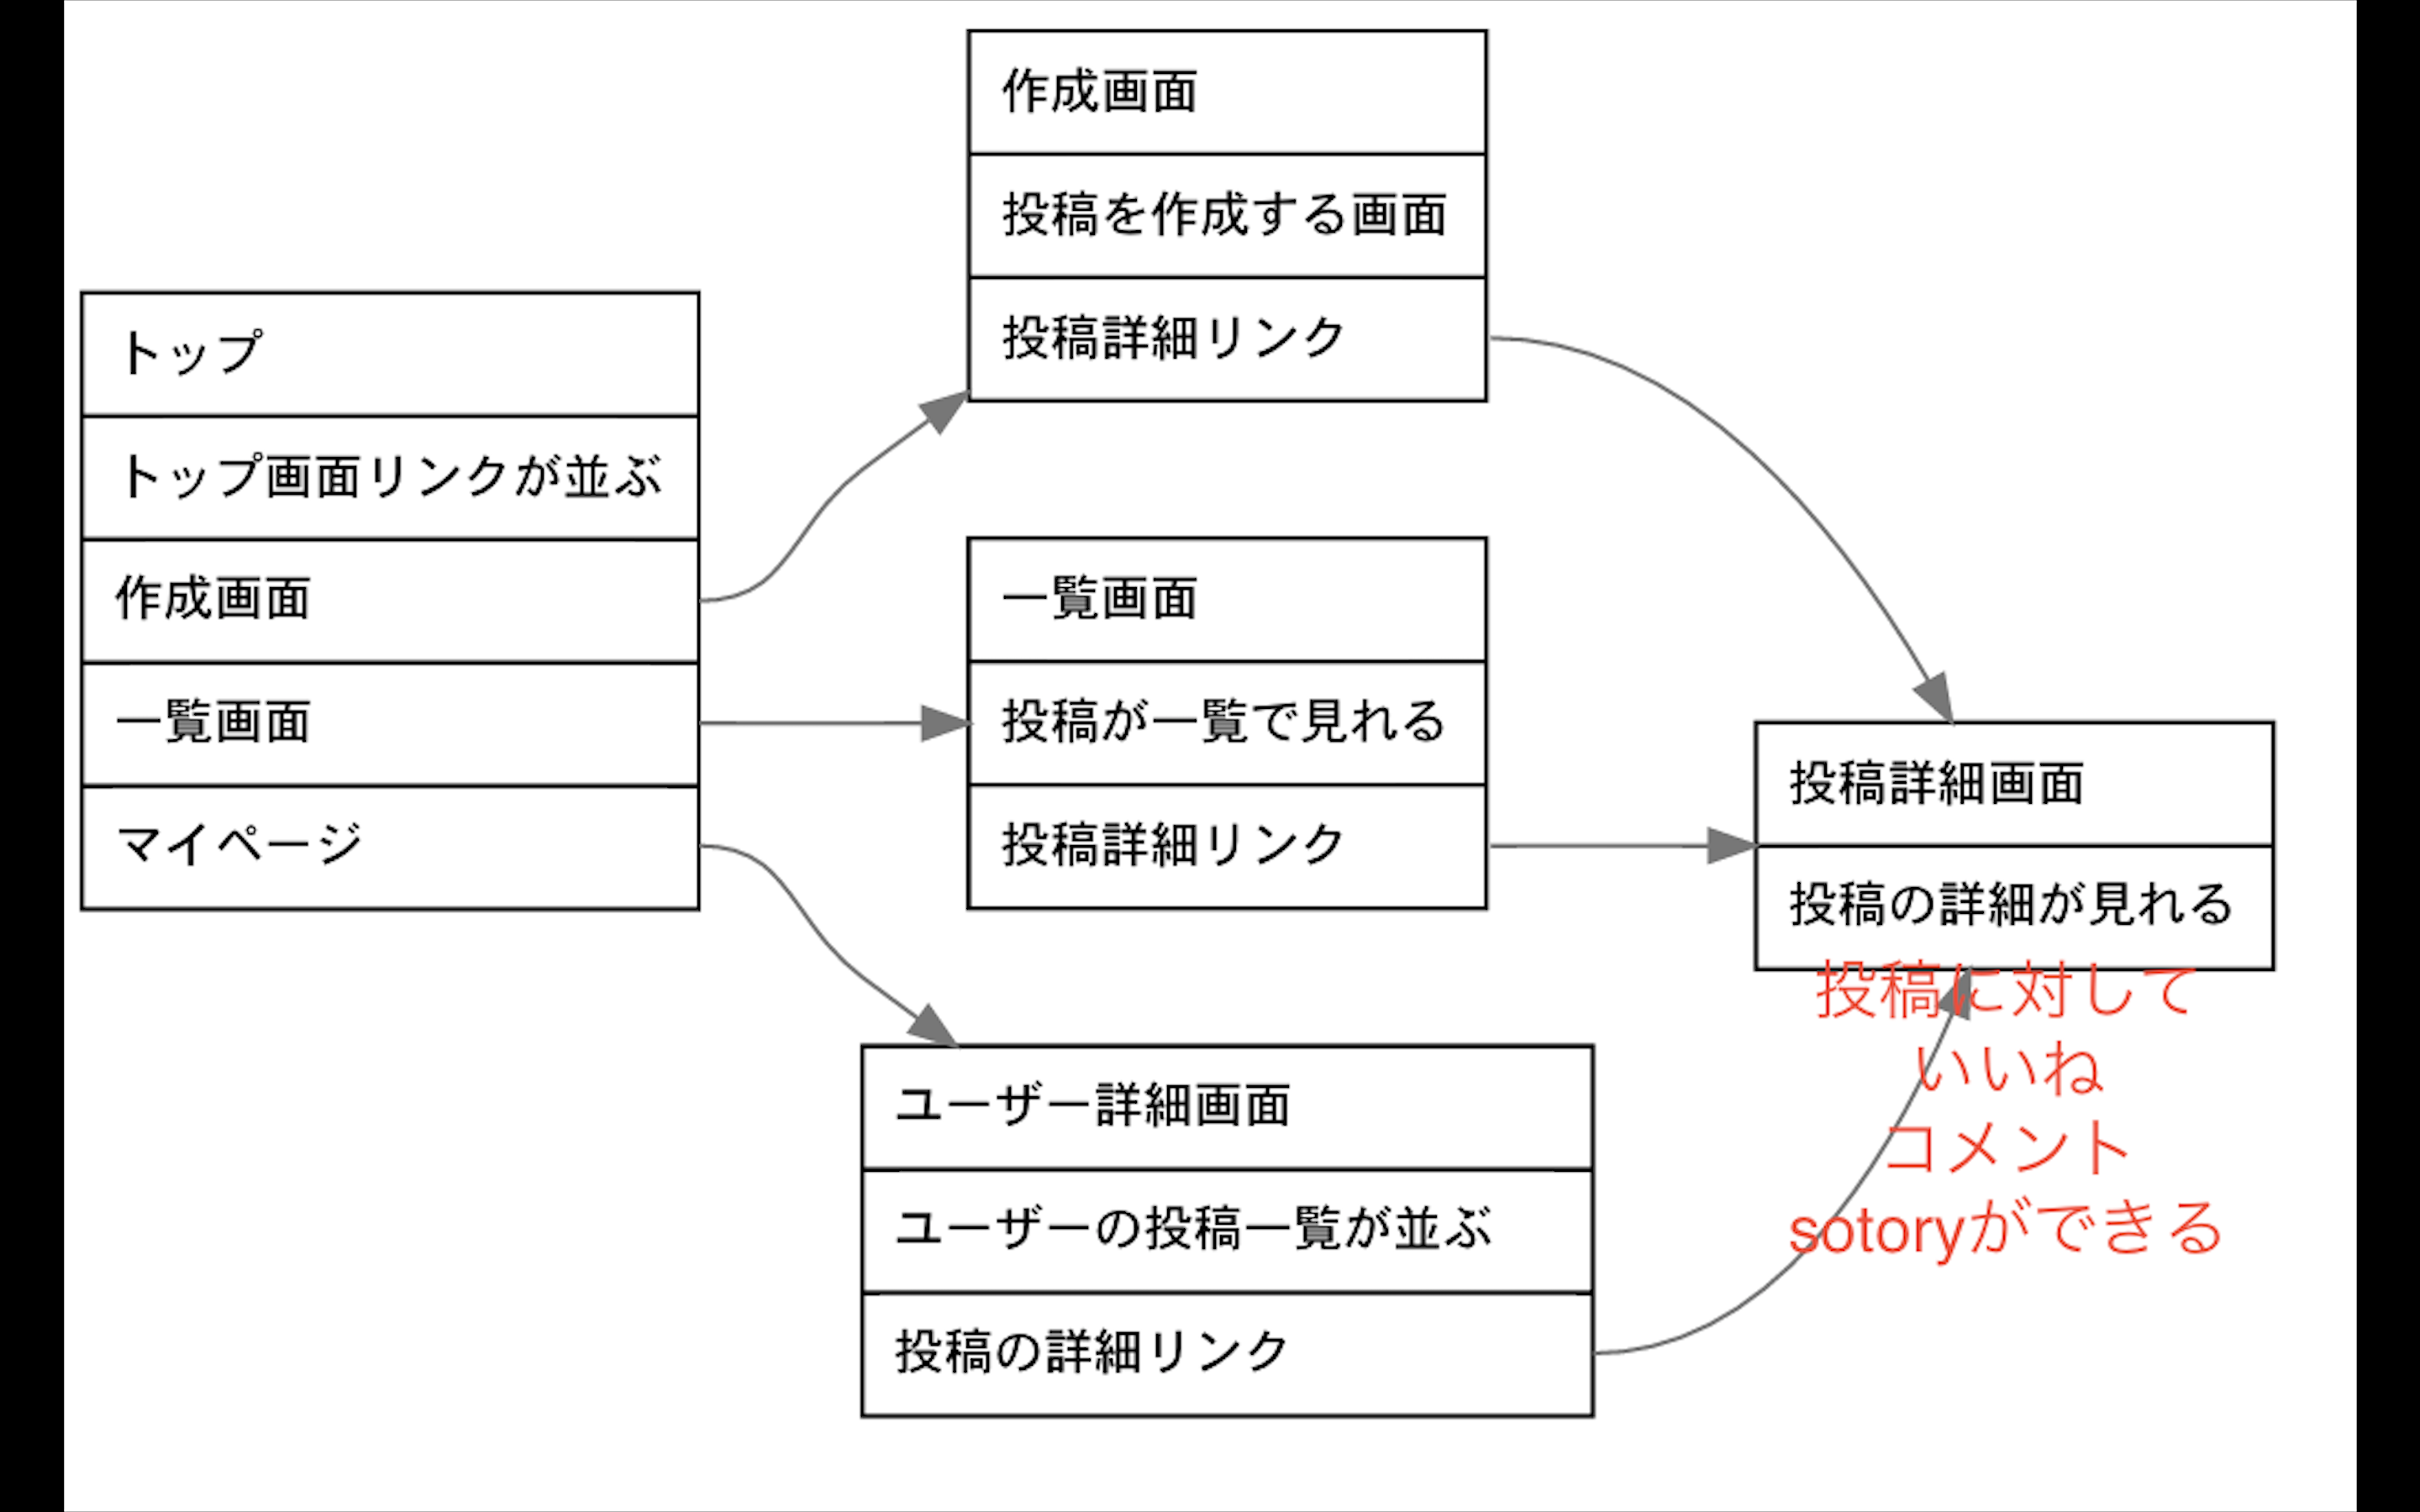 トップ
トップ画面リンクが並ぶ
作成画面
一覧画面
マイページ
作成画面
投稿を作成する画面
投稿詳細リンク
一覧画面
投稿が一覧で見れる
投稿詳細リンク
ユーザー詳細画面
ユーザーの投稿一覧が並ぶ
投稿の詳細リンク
投稿詳細画面
投稿の詳細が見れる
投稿に対して
いいね
コメント
sotoryができる